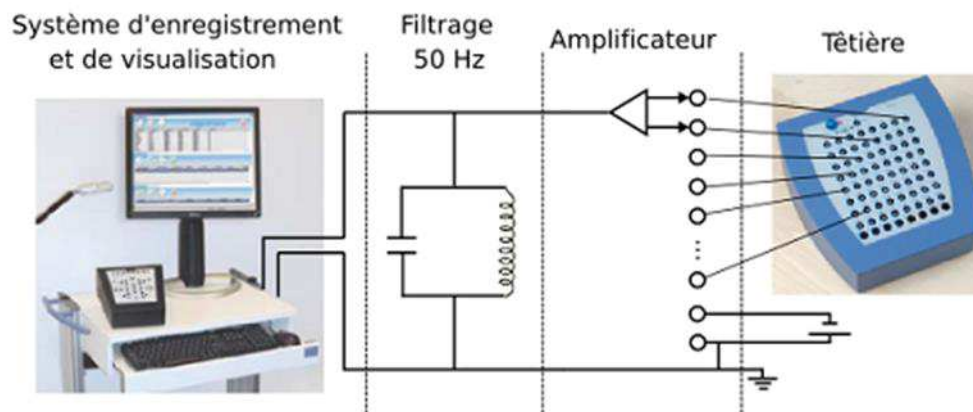 Système d'enregistrement
et de visualisation
Filtrage
50 Hz
Amplificateur
Têtière